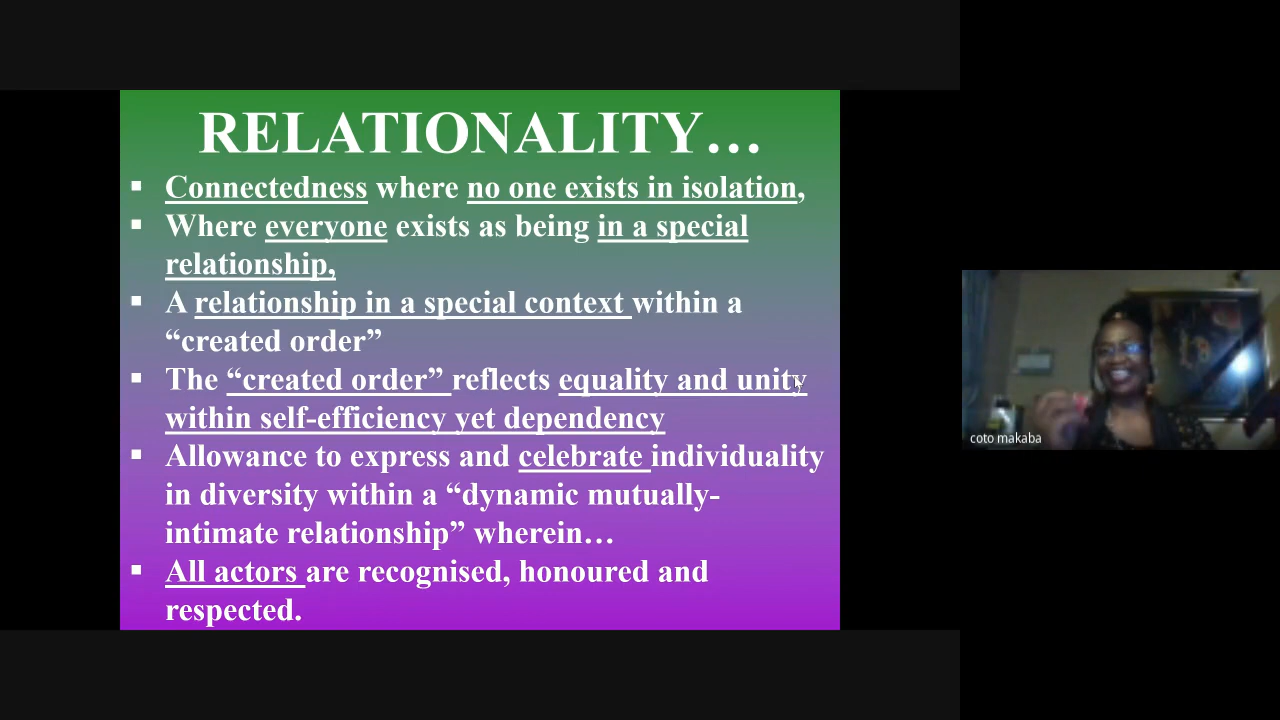 RELATIONALITY…
▪ Connectedness where no one exists in isolation,
▪ Where everyone exists as being in a special
relationship,
▪ A relationship in a special context within a
“created order”
▪ The “created order” reflects equality and unity
within self-efficiency yet dependency
▪ Allowance to express and celebrate individuality
in diversity within a “dynamic mutually-
intimate relationship” wherein…
▪ All actors are recognised, honoured and
respected.
coto makaba